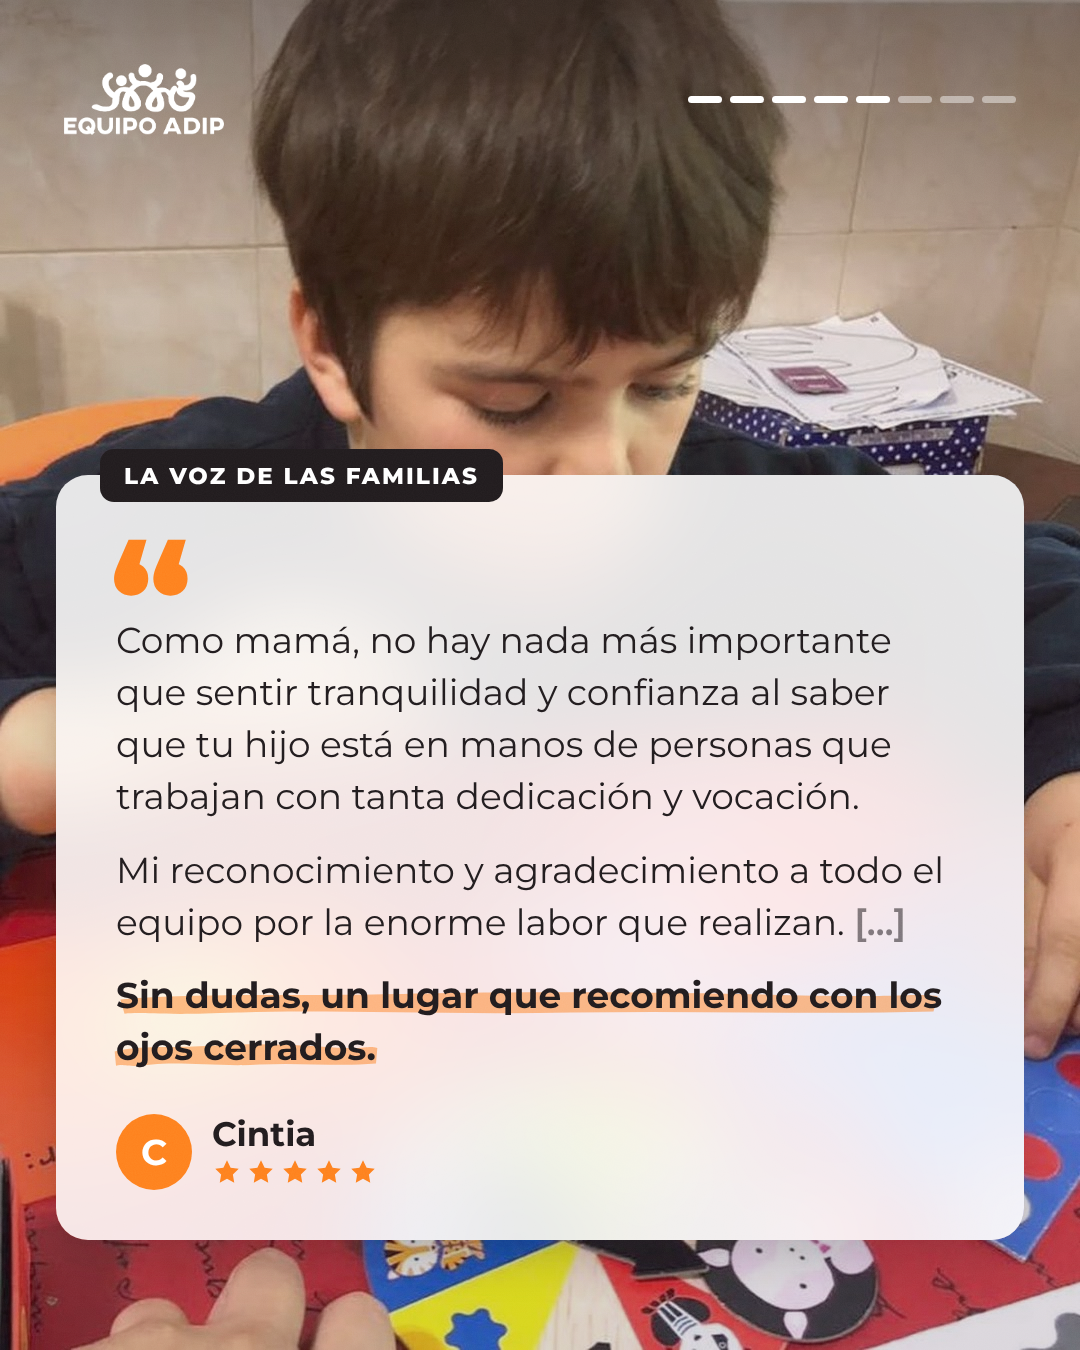 EQUIPO ADIP
LA VOZ DE LAS FAMILIAS
“
Como mamá, no hay nada más importante
que sentir tranquilidad y confianza al saber
que tu hijo está en manos de personas que
trabajan con tanta dedicación y vocación.
Mi reconocimiento y agradecimiento a todo el
equipo por la enorme labor que realizan. [...]
Sin dudas, un lugar que recomiendo con los
ojos cerrados.
C
Cintia